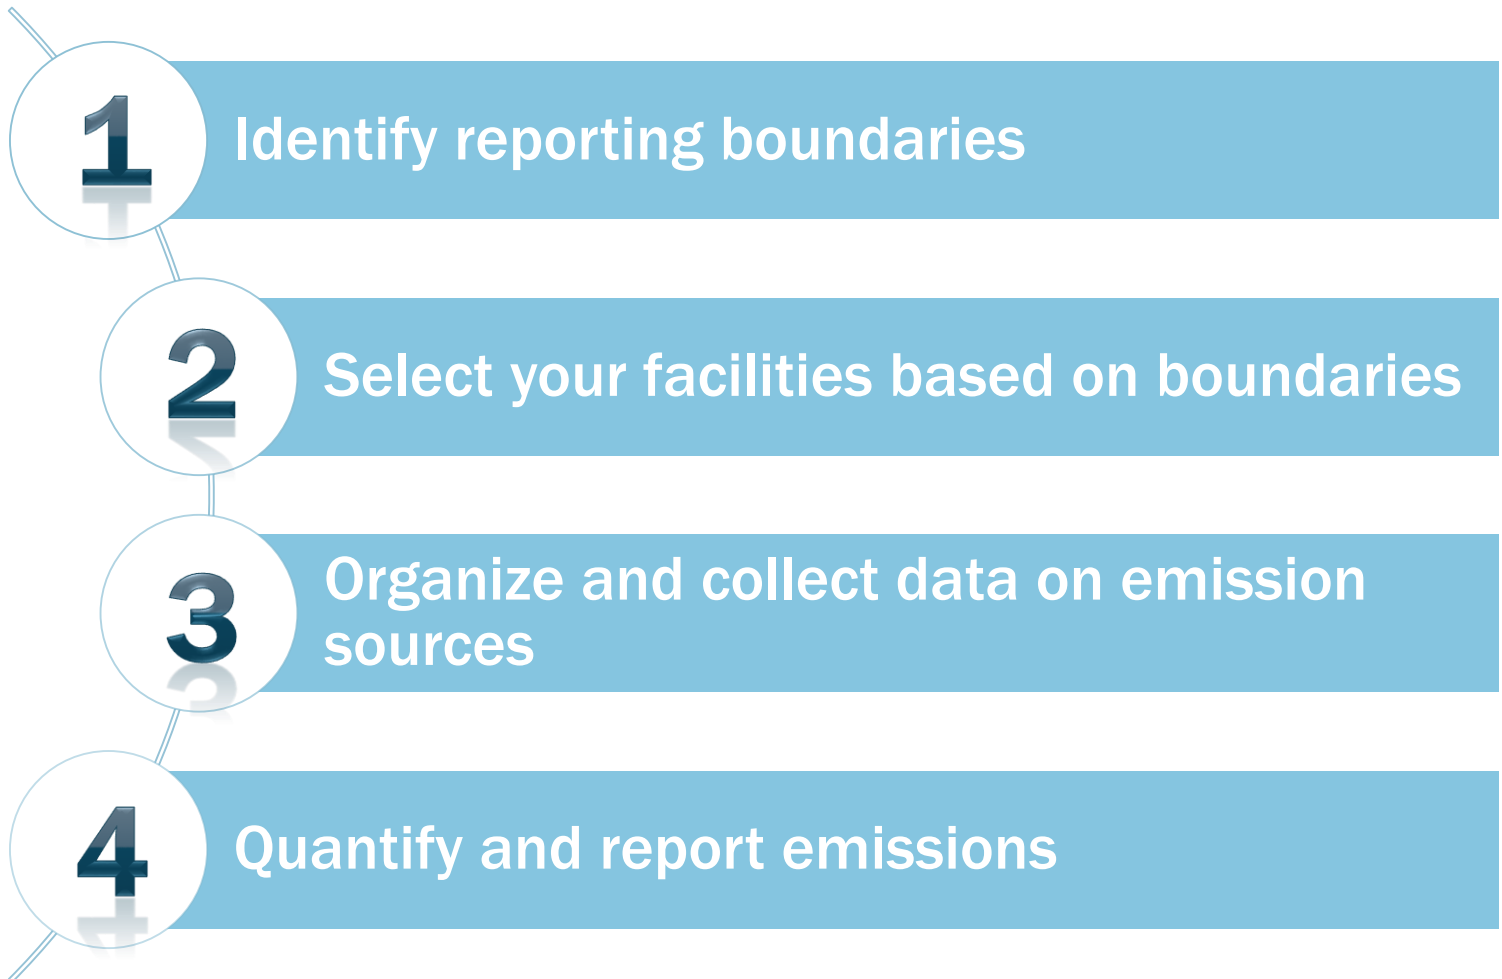 1
Identify reporting boundaries
2
Select your facilities based on boundaries
3
Organize and collect data on emission
sources
4
Quantify and report emissions